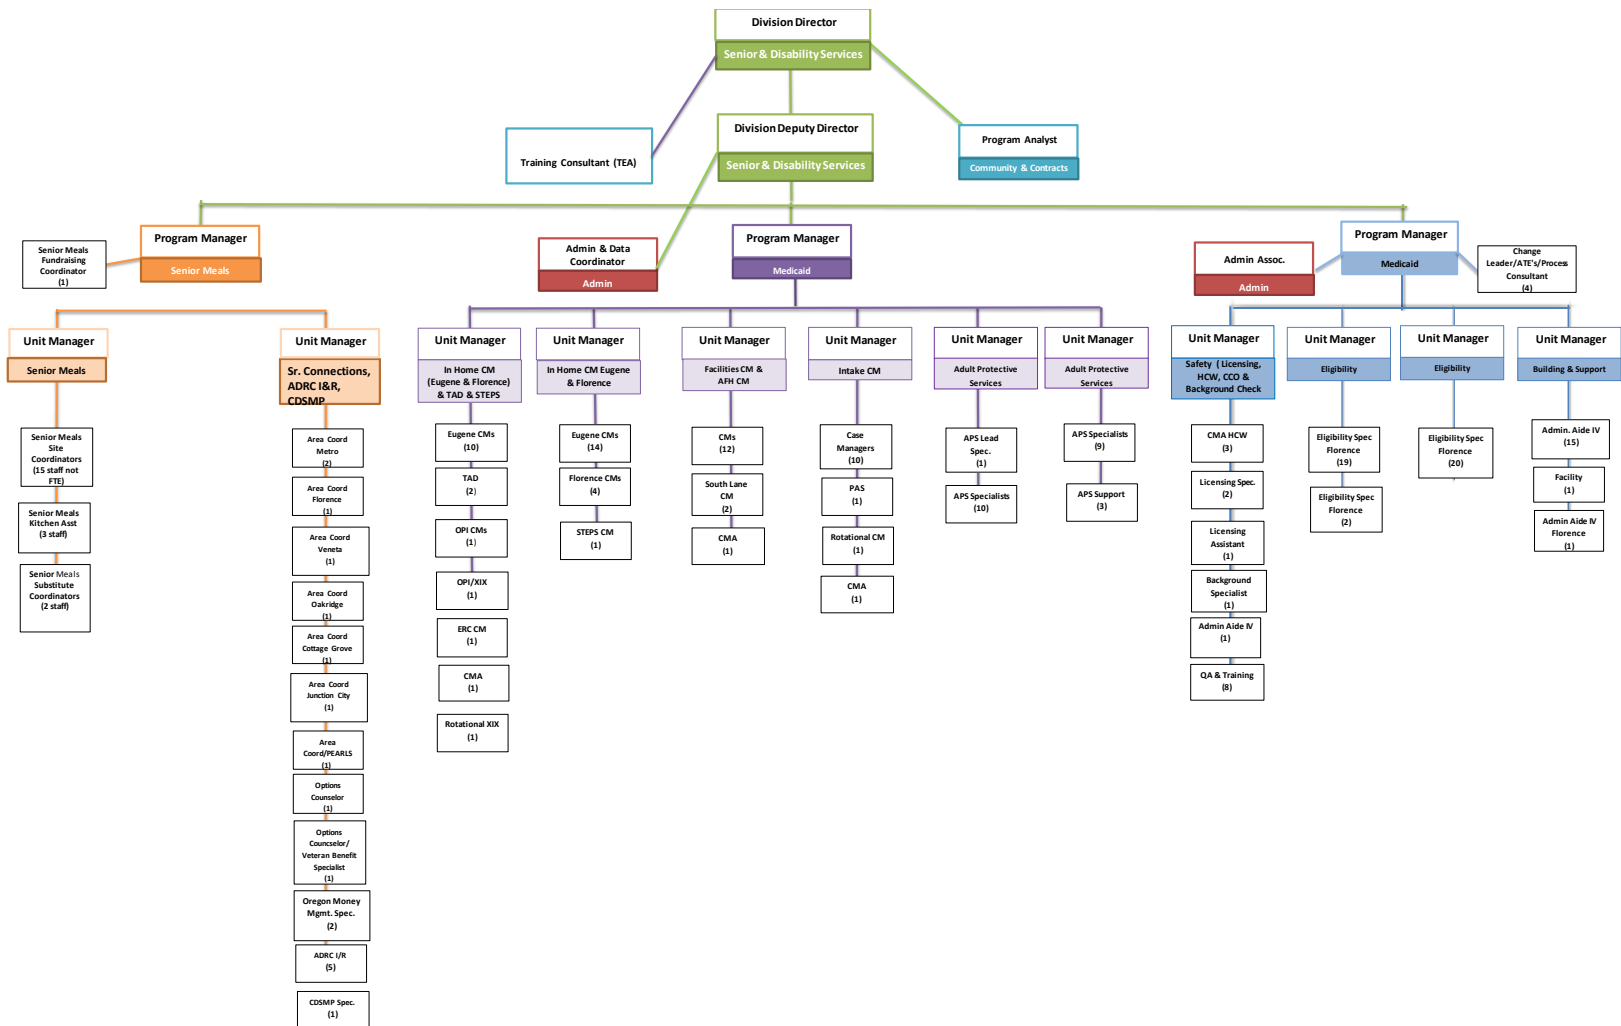 Division Director
Senior & Disability Services
Training Consultant (TEA)
Division Deputy Director
Senior & Disability Services
Program Analyst
Community & Contracts
Senior Meals
Fundraising
Coordinator
(1)
Program Manager
Senior Meals
Admin & Data
Coordinator
Admin
Program Manager
Medicaid
Admin Assoc.
Admin
Program Manager
Medicaid
Change
Leader/ATE's/Process
Consultant
(4)
Unit Manager
Senior Meals
Senior Meals
Site
Coordinators
(15 staff not
FTE)
Senior Meals
Kitchen Asst
(3 staff)
Senior Meals
Substitute
Coordinators
(2 staff)
Unit Manager
Sr. Connections,
ADRC I&R,
CDSMP
Area Coord
Metro
(2)
Area Coord
Florence
(1)
Area Coord
Veneta
(1)
Area Coord
Oakridge
(1)
Area Coord
Cottage Grove
(1)
Area Coord
Junction City
(1)
Area
Coord/PEARLS
(1)
Options
Counselor
(1)
Options
Councselor/
Veteran Benefit
Specialist
(1)
Oregon Money
Mgmt. Spec.
(2)
ADRC I/R
(5)
CDSMP Spec.
(1)
Unit Manager
In Home CM
(Eugene & Florence)
& TAD & STEPS
Eugene CMs
(10)
TAD
(2)
OPI CMs
(1)
OPI/XIX
(1)
ERC CM
(1)
CMA
(1)
Rotational XIX
(1)
Unit Manager
In Home CM Eugene
& Florence
Eugene CMs
(14)
Florence CMs
(4)
STEPS CM
(1)
Unit Manager
Facilities CM &
AFH CM
CMs
(12)
South Lane
CM
(2)
CMA
(1)
Unit Manager
Intake CM
Case
Managers
(10)
PAS
(1)
Rotational CM
(1)
CMA
(1)
Unit Manager
Adult Protective
Services
APS Lead
Spec.
(1)
APS Specialists
(10)
Unit Manager
Adult Protective
Services
APS Specialists
(9)
APS Support
(3)
Unit Manager
Safety ( Licensing,
HCW, CCO &
Background Check
CMA HCW
(3)
Licensing Spec.
(2)
Licensing
Assistant
(1)
Background
Specialist
(1)
Admin Aide IV
(1)
QA & Training
(8)
Unit Manager
Eligibility
Eligibility Spec
Florence
(19)
Eligibility Spec
Florence
(2)
Unit Manager
Eligibility
Eligibility Spec
Florence
(20)
Unit Manager
Building & Support
Admin. Aide IV
(15)
Facility
(1)
Admin Aide IV
Florence
(1)